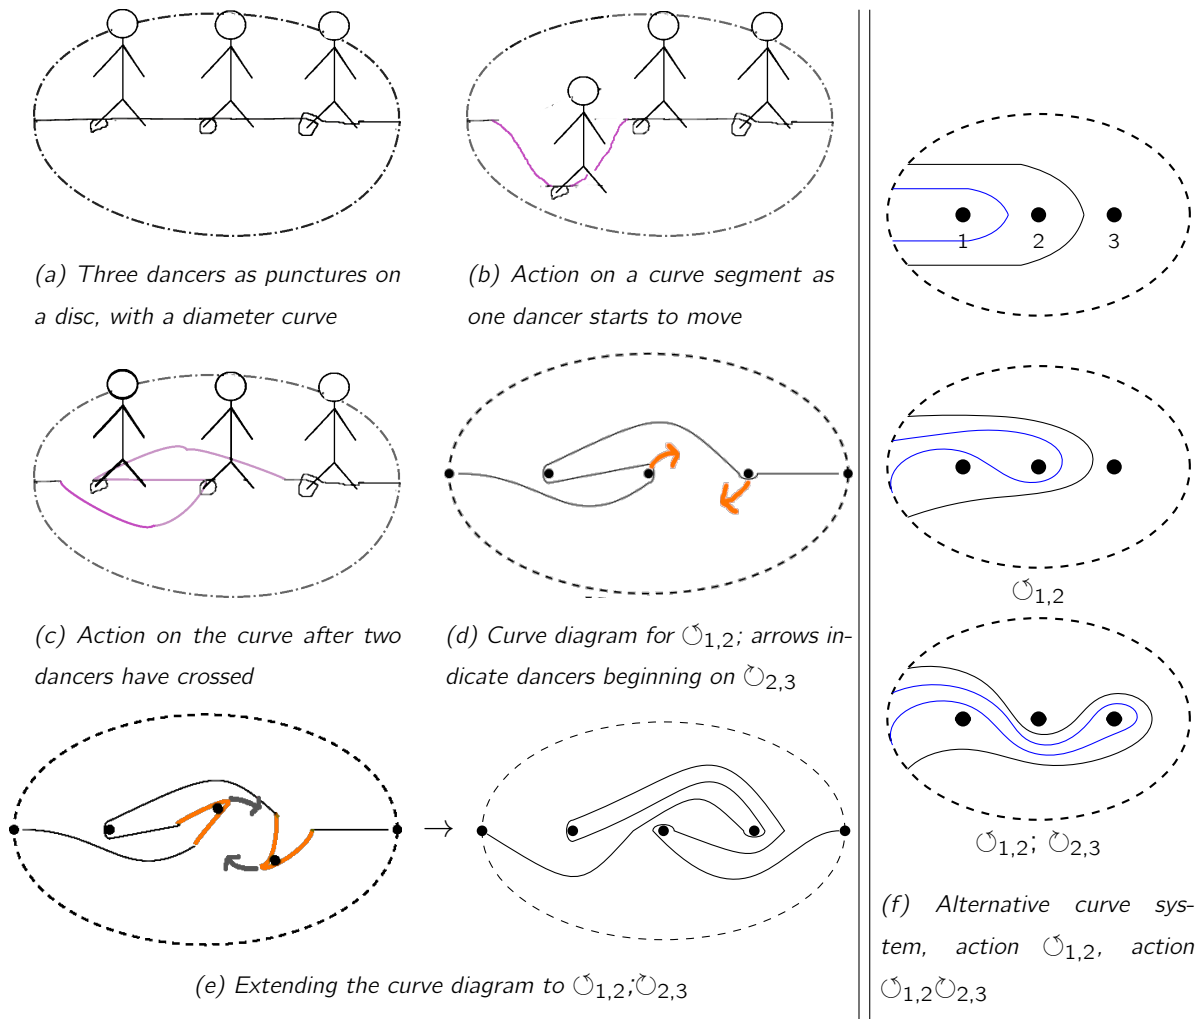 (a) Three dancers as punctures on
a disc, with a diameter curve
(b) Action on a curve segment as
one dancer starts to move
(c) Action on the curve after two
dancers have crossed
(d) Curve diagram for ↺1,2; arrows in-
dicate dancers beginning on ↻2,3
→
(e) Extending the curve diagram to ↺1,2;↻2,3
1 2 3
↺1,2
↺1,2; ↻2,3
(f) Alternative curve sys-
tem, action ↺1,2, action
↺1,2↻2,3